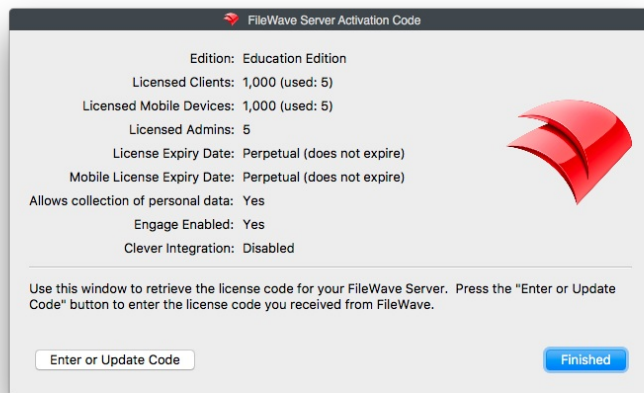 FileWave Server Activation Code
Edition: Education Edition
Licensed Clients: 1,000 (used: 5)
Licensed Mobile Devices: 1,000 (used: 5)
Licensed Admins: 5
License Expiry Date: Perpetual (does not expire)
Mobile License Expiry Date: Perpetual (does not expire)
Allows collection of personal data: Yes
Engage Enabled: Yes
Clever Integration: Disabled
Use this window to retrieve the license code for your FileWave Server. Press the "Enter or Update
Code" button to enter the license code you received from FileWave.
Enter or Update Code
Finished